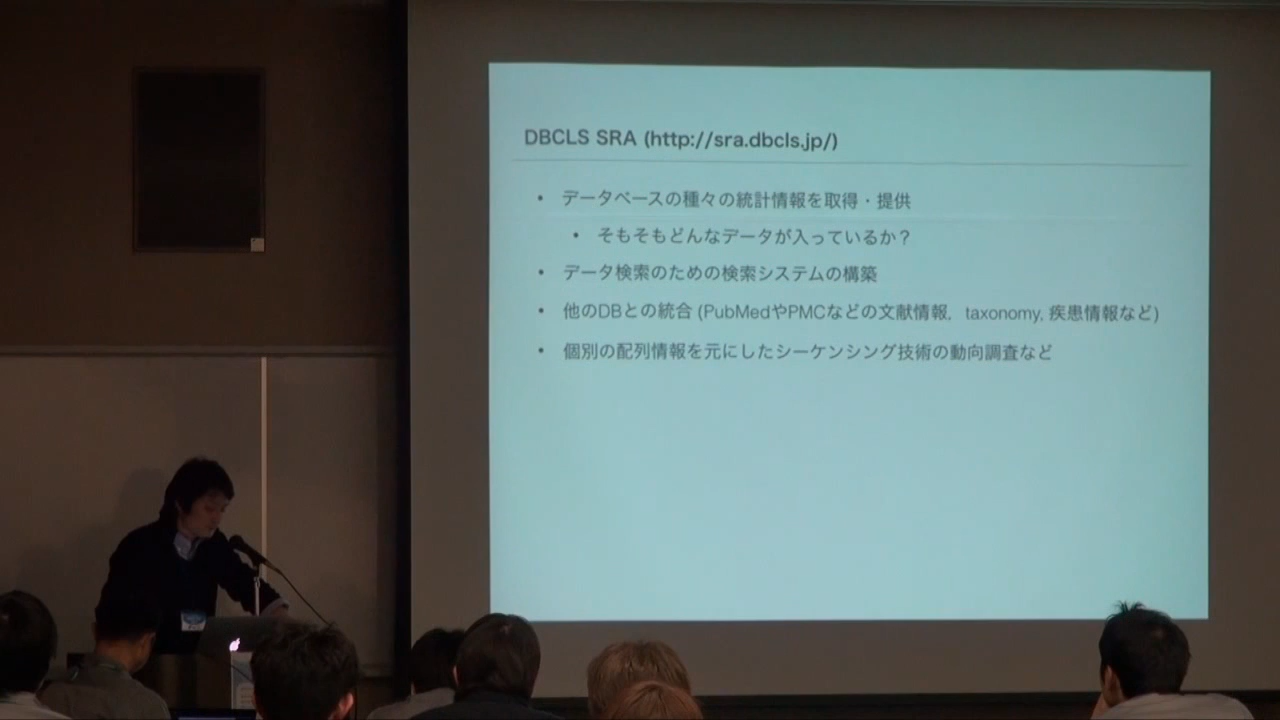 DBCLS SRA (http://sra.dbcls.jp/)
• データベースの種々の統計情報を取得・提供
• そもそもどんなデータが入っているか？
• データ検索のための検索システムの構築
• 他のDBとの統合 (PubMedやPMCなどの文献情報，taxonomy, 疾患情報など)
• 個別の配列情報を元にしたシーケンシング技術の動向調査など